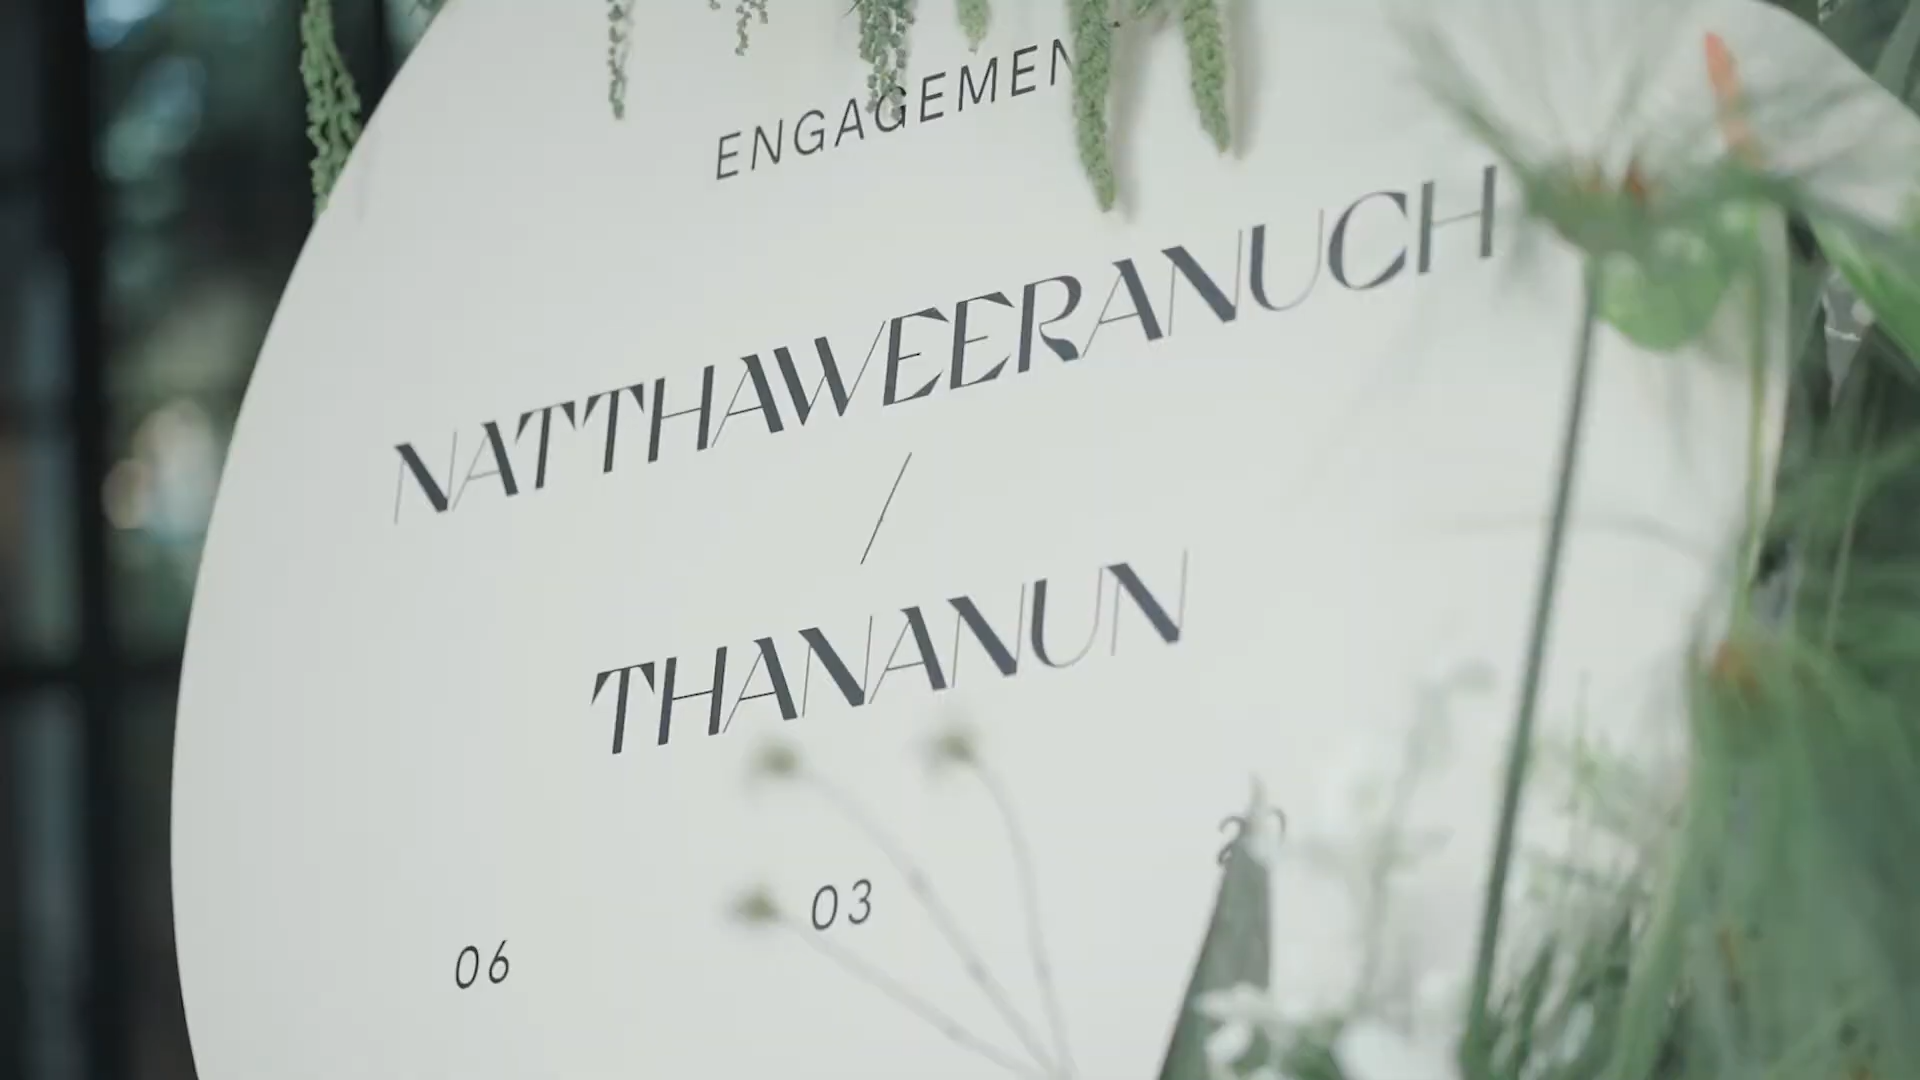 ENGAGEMEN
NATTHAWEERANUCH
/
THANANUN
06 03